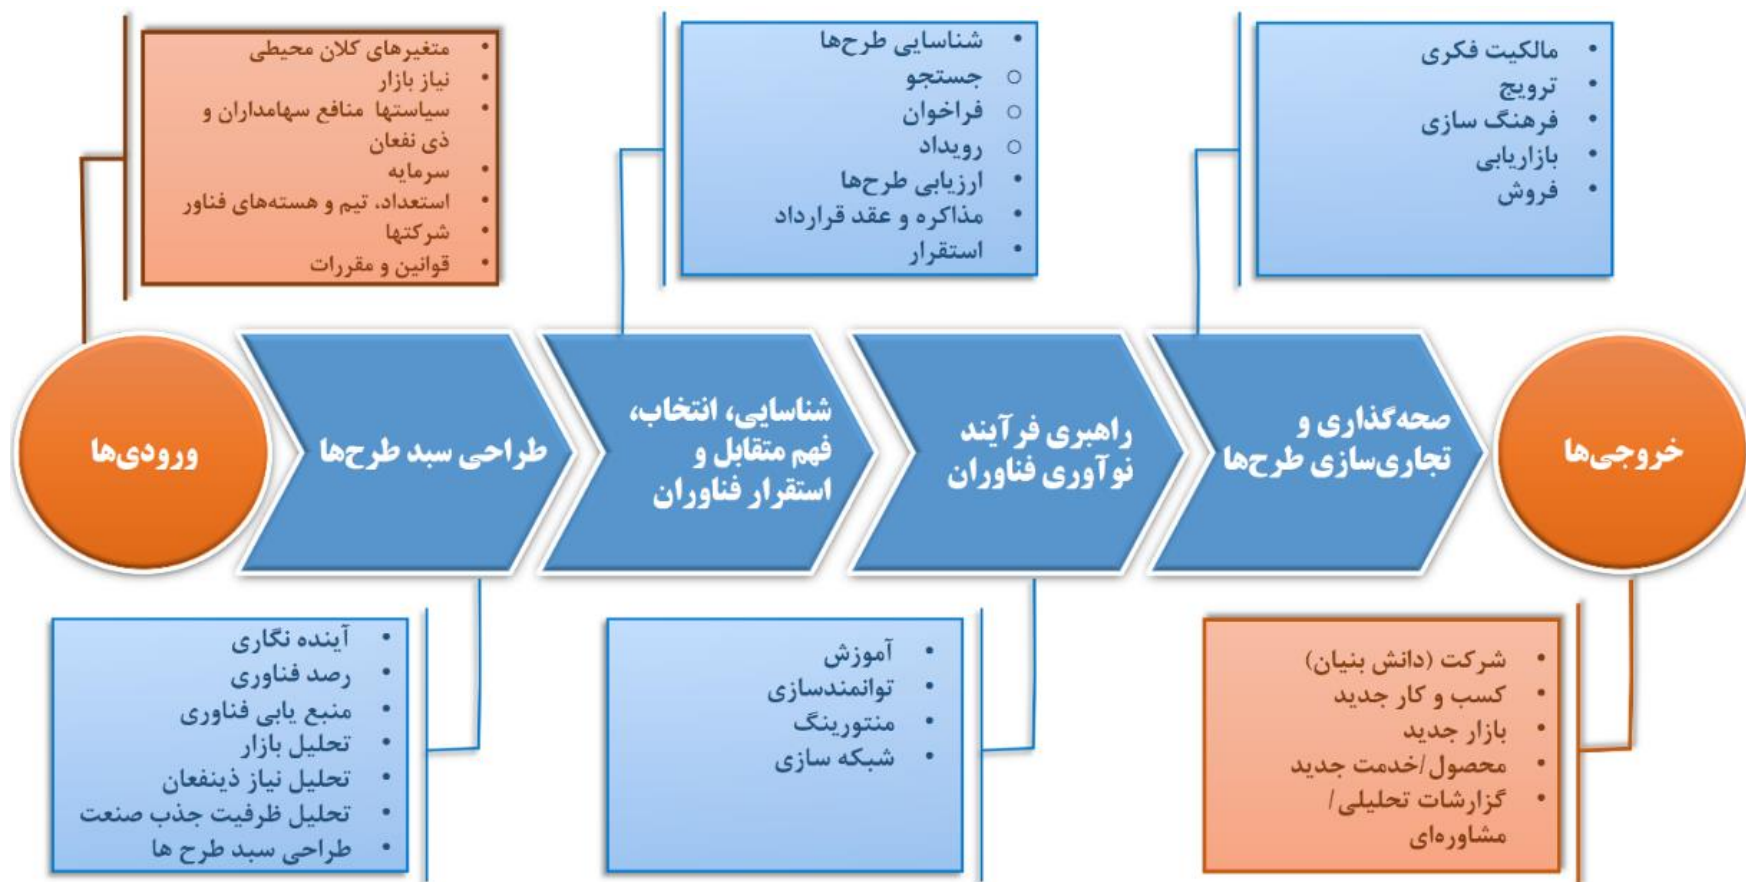 • متغیرهای کلان محیطی
• نیاز بازار
• سیاستها منافع سهامداران و
ذی نفعان
• سرمایه
• استعداد، تیم و هسته‌های فناور
شرکتها
• قوانین و مقررات
• شناسایی طرح‌ها
○ جستجو
○ فراخوان
○ رویداد
• ارزیابی طرح‌ها
• مذاکره و عقد قرارداد
• استقرار
• مالکیت فکری
• ترویج
• فرهنگ سازی
• بازاریابی
• فروش
ورودی‌ها
طراحی سبد طرح‌ها
شناسایی، انتخاب،
فهم متقابل و
استقرار فناوران
راهبری فرآیند
نوآوری فناوران
صحه‌گذاری و
تجاری‌سازی طرح‌ها
خروجی‌ها
• آینده نگاری
• رصد فناوری
• منبع یابی فناوری
• تحلیل بازار
• تحلیل نیاز ذینفعان
• تحلیل ظرفیت جذب صنعت
• طراحی سبد طرح ها
• آموزش
• توانمندسازی
• منتورینگ
• شبکه سازی
• شرکت (دانش بنیان)
• کسب و کار جدید
• بازار جدید
• محصول/خدمت جدید
• گزارشات تحلیلی/
مشاوره‌ای